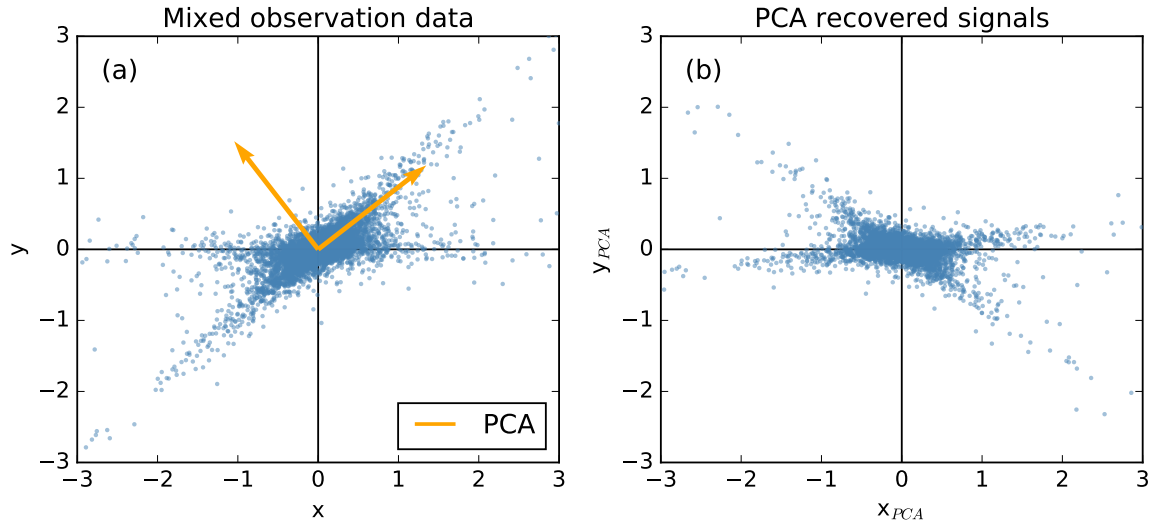 Mixed observation data
(a)
3
2
1
0
−1
−2
−3
−3 −2 −1 0 1 2 3
x
y
PCA
PCA recovered signals
(b)
3
2
1
0
−1
−2
−3
−3 −2 −1 0 1 2 3
x_PCA
y_PCA